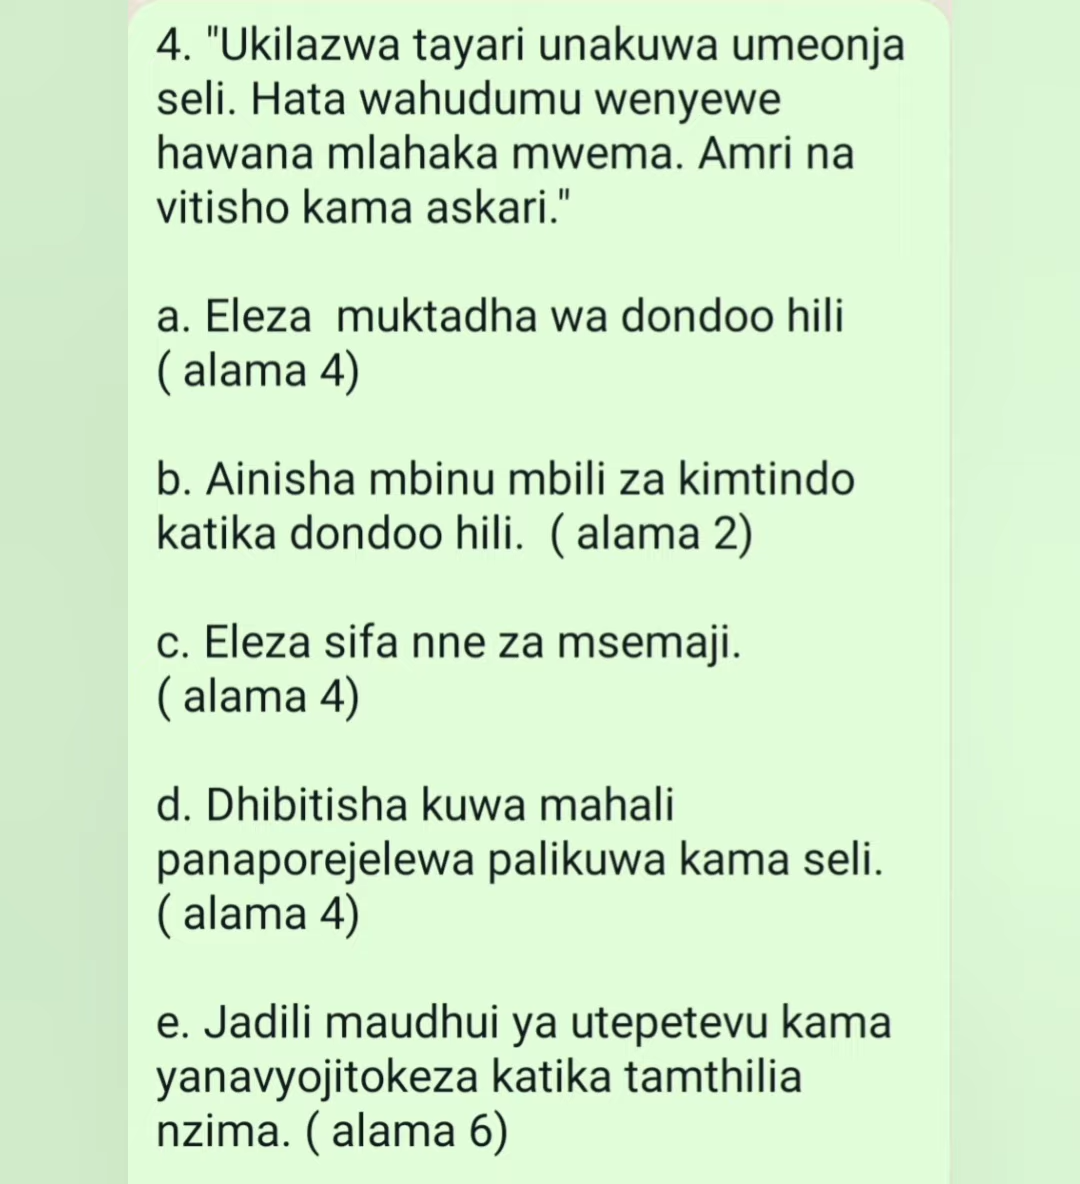 4. "Ukilazwa tayari unakuwa umeonja
seli. Hata wahudumu wenyewe
hawana mlahaka mwema. Amri na
vitisho kama askari."
a. Eleza  muktadha wa dondoo hili
( alama 4)
b. Ainisha mbinu mbili za kimtindo
katika dondoo hili.  ( alama 2)
c. Eleza sifa nne za msemaji.
( alama 4)
d. Dhibitisha kuwa mahali
panaporejelewa palikuwa kama seli.
( alama 4)
e. Jadili maudhui ya utepetevu kama
yanavyojitokeza katika tamthilia
nzima. ( alama 6)